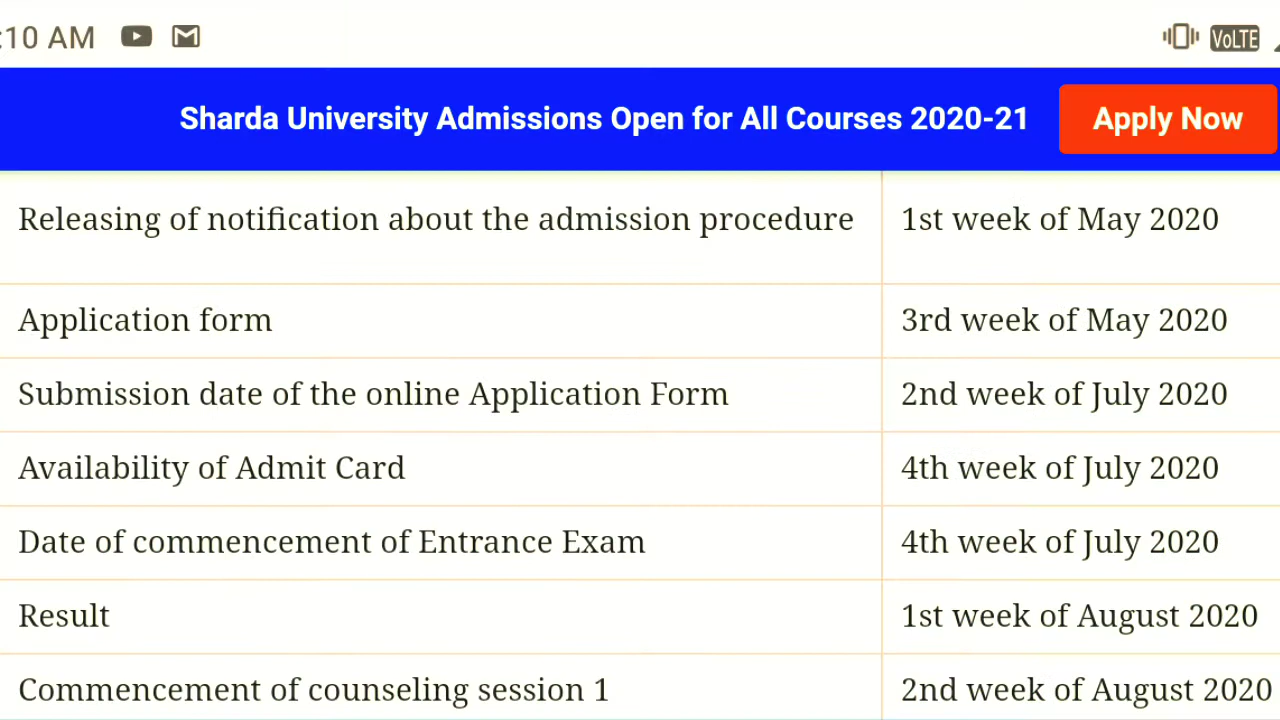 :10 AM
VoLTE
Sharda University Admissions Open for All Courses 2020-21 Apply Now
Releasing of notification about the admission procedure 1st week of May 2020
Application form 3rd week of May 2020
Submission date of the online Application Form 2nd week of July 2020
Availability of Admit Card 4th week of July 2020
Date of commencement of Entrance Exam 4th week of July 2020
Result 1st week of August 2020
Commencement of counseling session 1 2nd week of August 2020